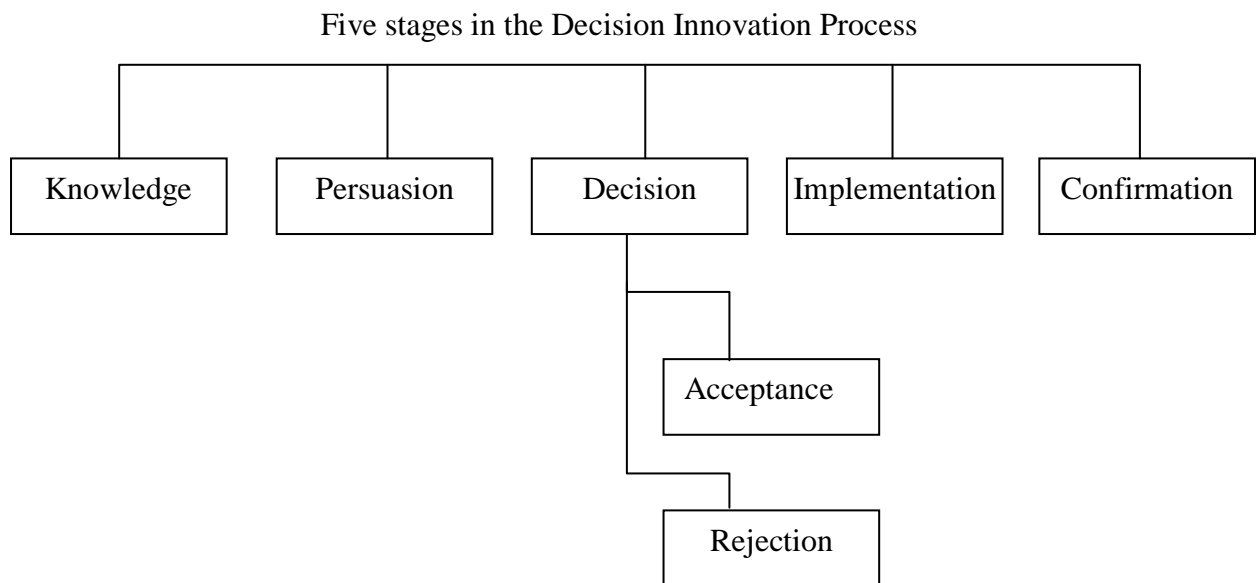 Five stages in the Decision Innovation Process
Knowledge
Persuasion
Decision
Implementation
Confirmation
Acceptance
Rejection